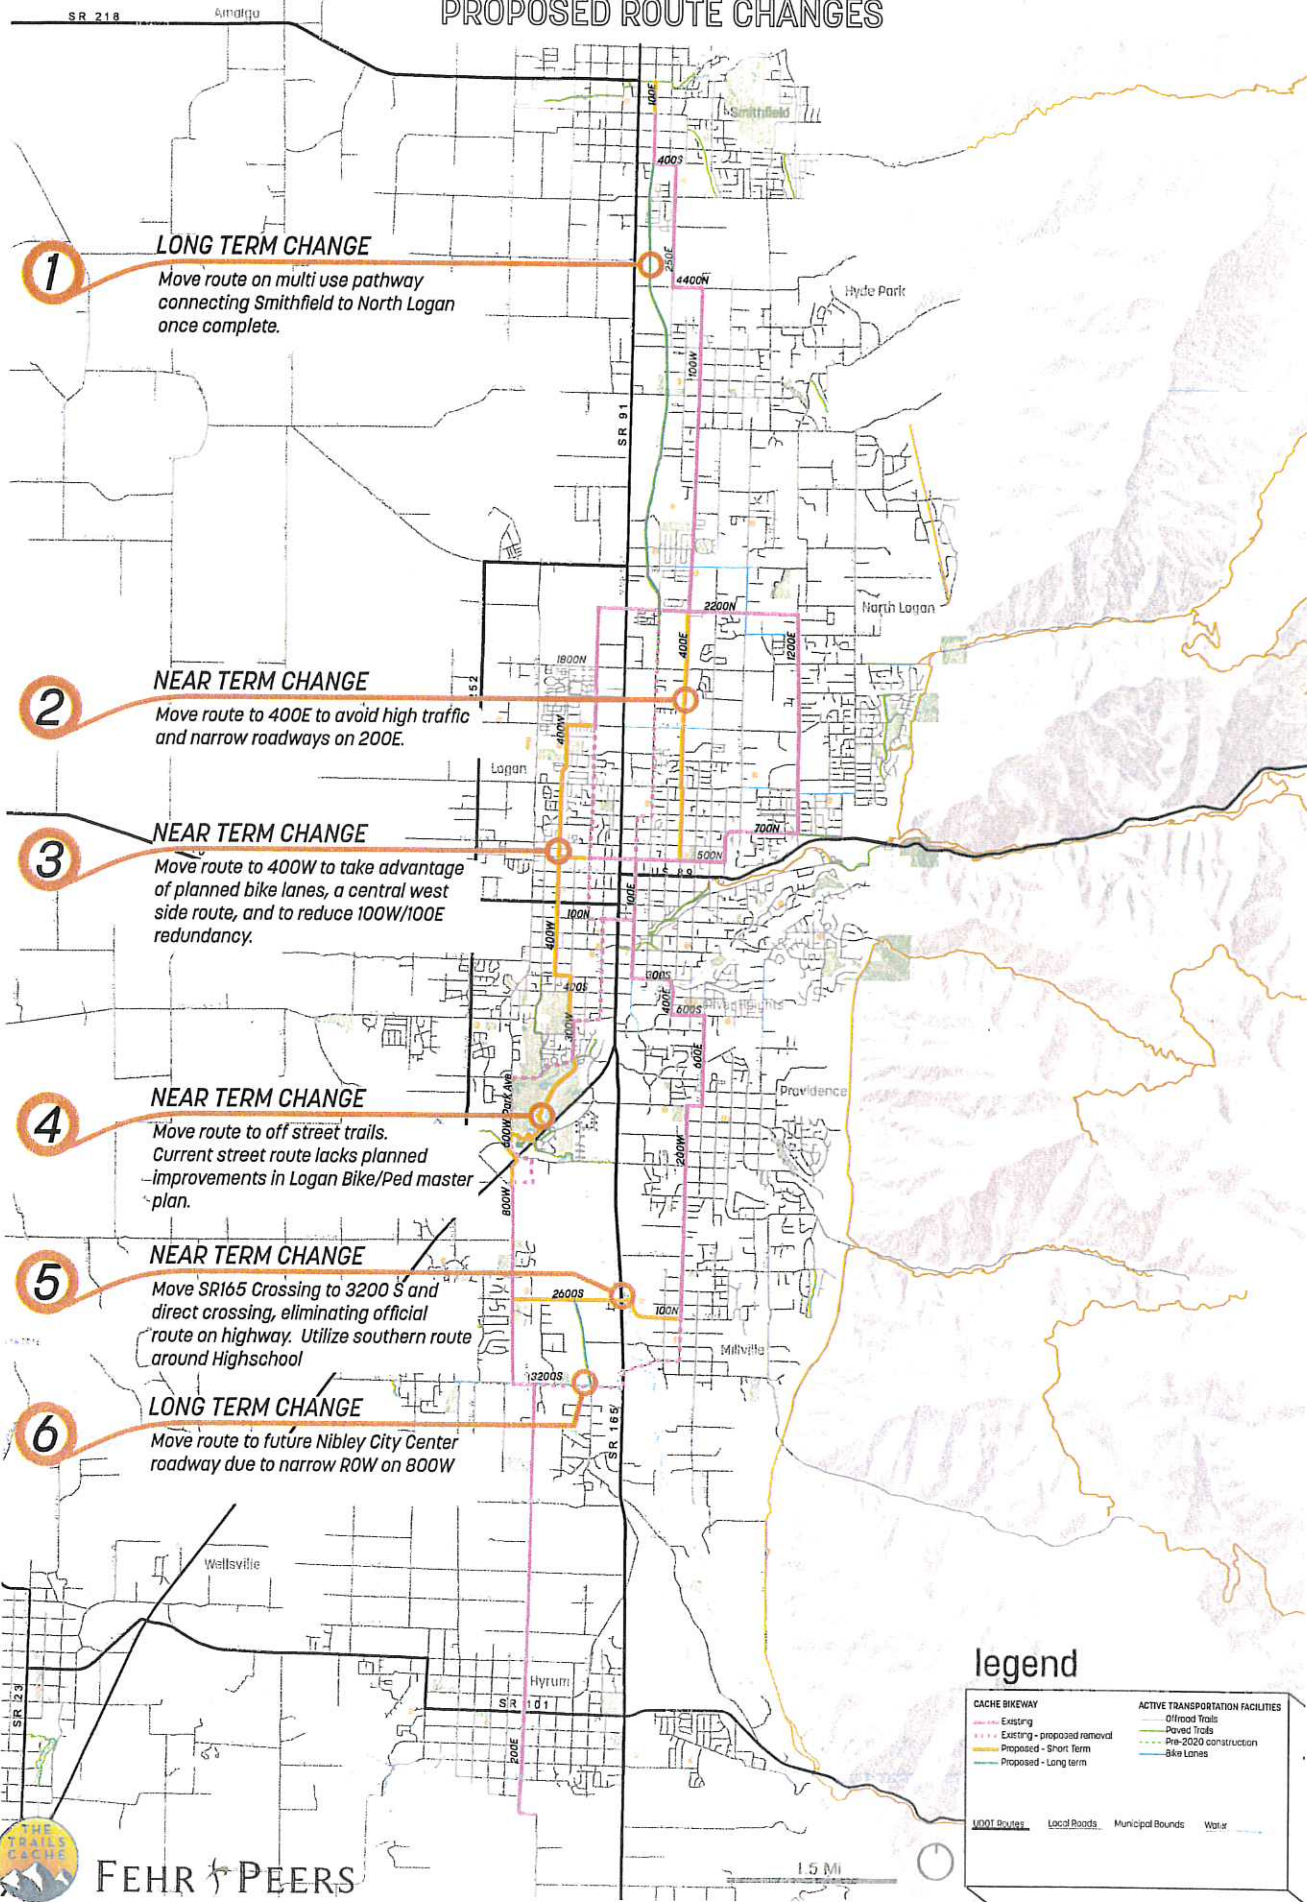 PROPOSED ROUTE CHANGES
SR 218
Amalga
Smithfield
100E
400S
1
LONG TERM CHANGE
Move route on multi use pathway
connecting Smithfield to North Logan
once complete.
250E
4400N
Hyde Park
100W
SR 91
2200N
North Logan
400E
1200E
1800N
2
NEAR TERM CHANGE
Move route to 400E to avoid high traffic
and narrow roadways on 200E.
252
400W
Logan
3
NEAR TERM CHANGE
Move route to 400W to take advantage
of planned bike lanes, a central west
side route, and to reduce 100W/100E
redundancy.
700N
500N
US 89
100E
100N
400W
400S
300S
400E
600S
River Heights
300W
600E
Providence
4
NEAR TERM CHANGE
Move route to off street trails.
Current street route lacks planned
improvements in Logan Bike/Ped master
plan.
600W
Park Ave
200W
800W
5
NEAR TERM CHANGE
Move SR165 Crossing to 3200 S and
direct crossing, eliminating official
route on highway. Utilize southern route
around Highschool
2600S
100N
Millville
3200S
6
LONG TERM CHANGE
Move route to future Nibley City Center
roadway due to narrow ROW on 800W
SR 165
Wellsville
Hyrum
SR 101
SR 23
200E
legend
CACHE BIKEWAY
Existing
Existing - proposed removal
Proposed - Short Term
Proposed - Long term
ACTIVE TRANSPORTATION FACILITIES
Offroad Trails
Paved Trails
Pre-2020 construction
Bike Lanes
UDOT Routes
Local Roads
Municipal Bounds
Water
THE
TRAILS
CACHE
FEHR PEERS
1.5 Mi